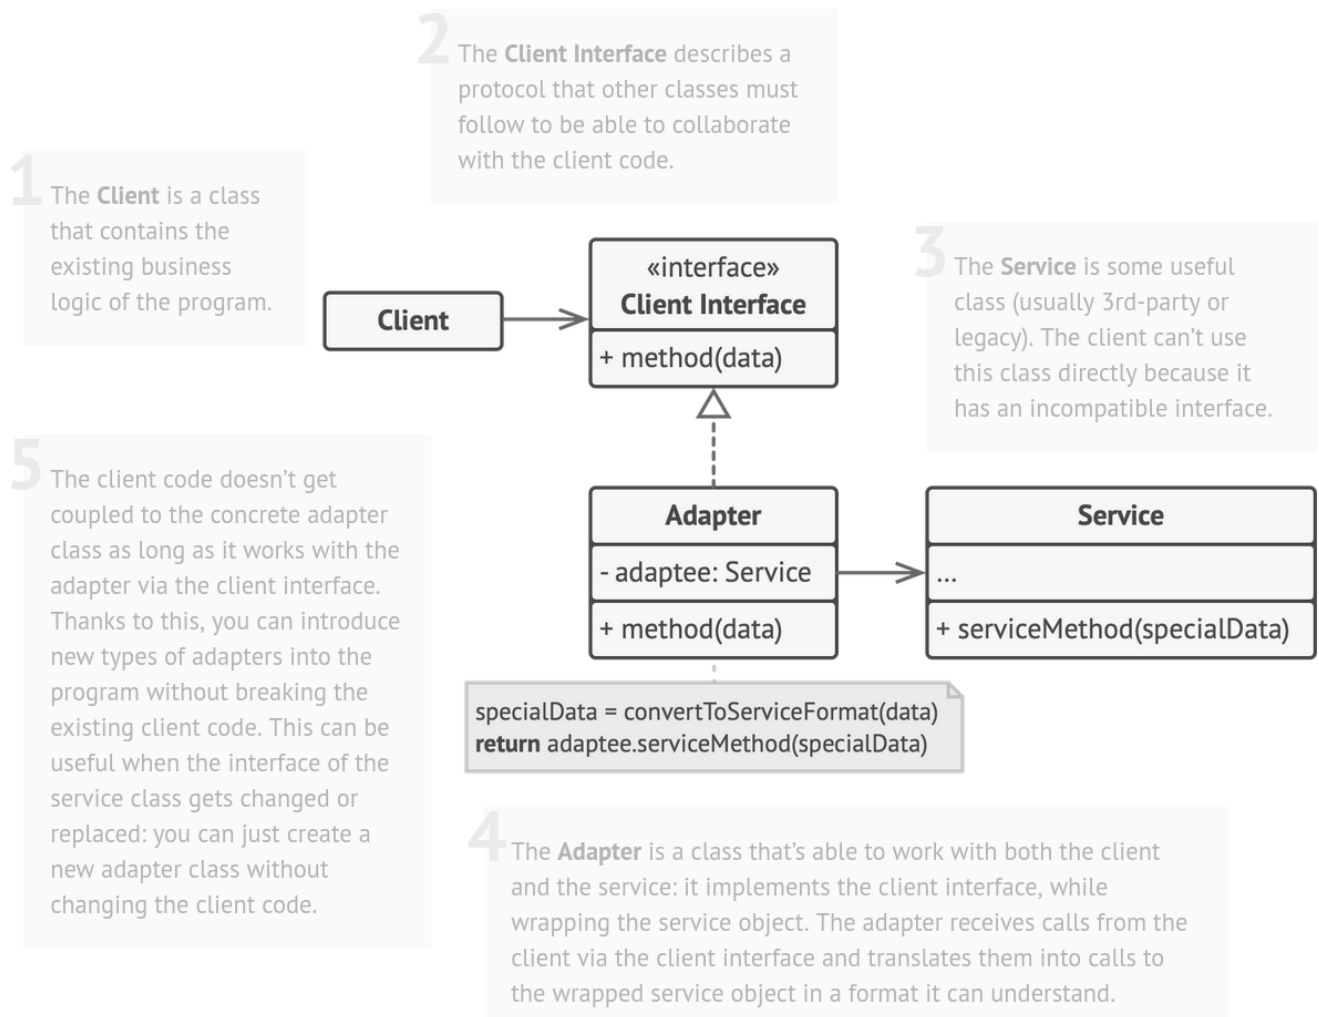 2
The Client Interface describes a
protocol that other classes must
follow to be able to collaborate
with the client code.
1
The Client is a class
that contains the
existing business
logic of the program.
«interface»
Client Interface
+ method(data)
Client
3
The Service is some useful
class (usually 3rd-party or
legacy). The client can’t use
this class directly because it
has an incompatible interface.
5
The client code doesn’t get
coupled to the concrete adapter
class as long as it works with the
adapter via the client interface.
Thanks to this, you can introduce
new types of adapters into the
program without breaking the
existing client code. This can be
useful when the interface of the
service class gets changed or
replaced: you can just create a
new adapter class without
changing the client code.
Adapter
- adaptee: Service
+ method(data)
Service
...
+ serviceMethod(specialData)
specialData = convertToServiceFormat(data)
return adaptee.serviceMethod(specialData)
4
The Adapter is a class that’s able to work with both the client
and the service: it implements the client interface, while
wrapping the service object. The adapter receives calls from the
client via the client interface and translates them into calls to
the wrapped service object in a format it can understand.